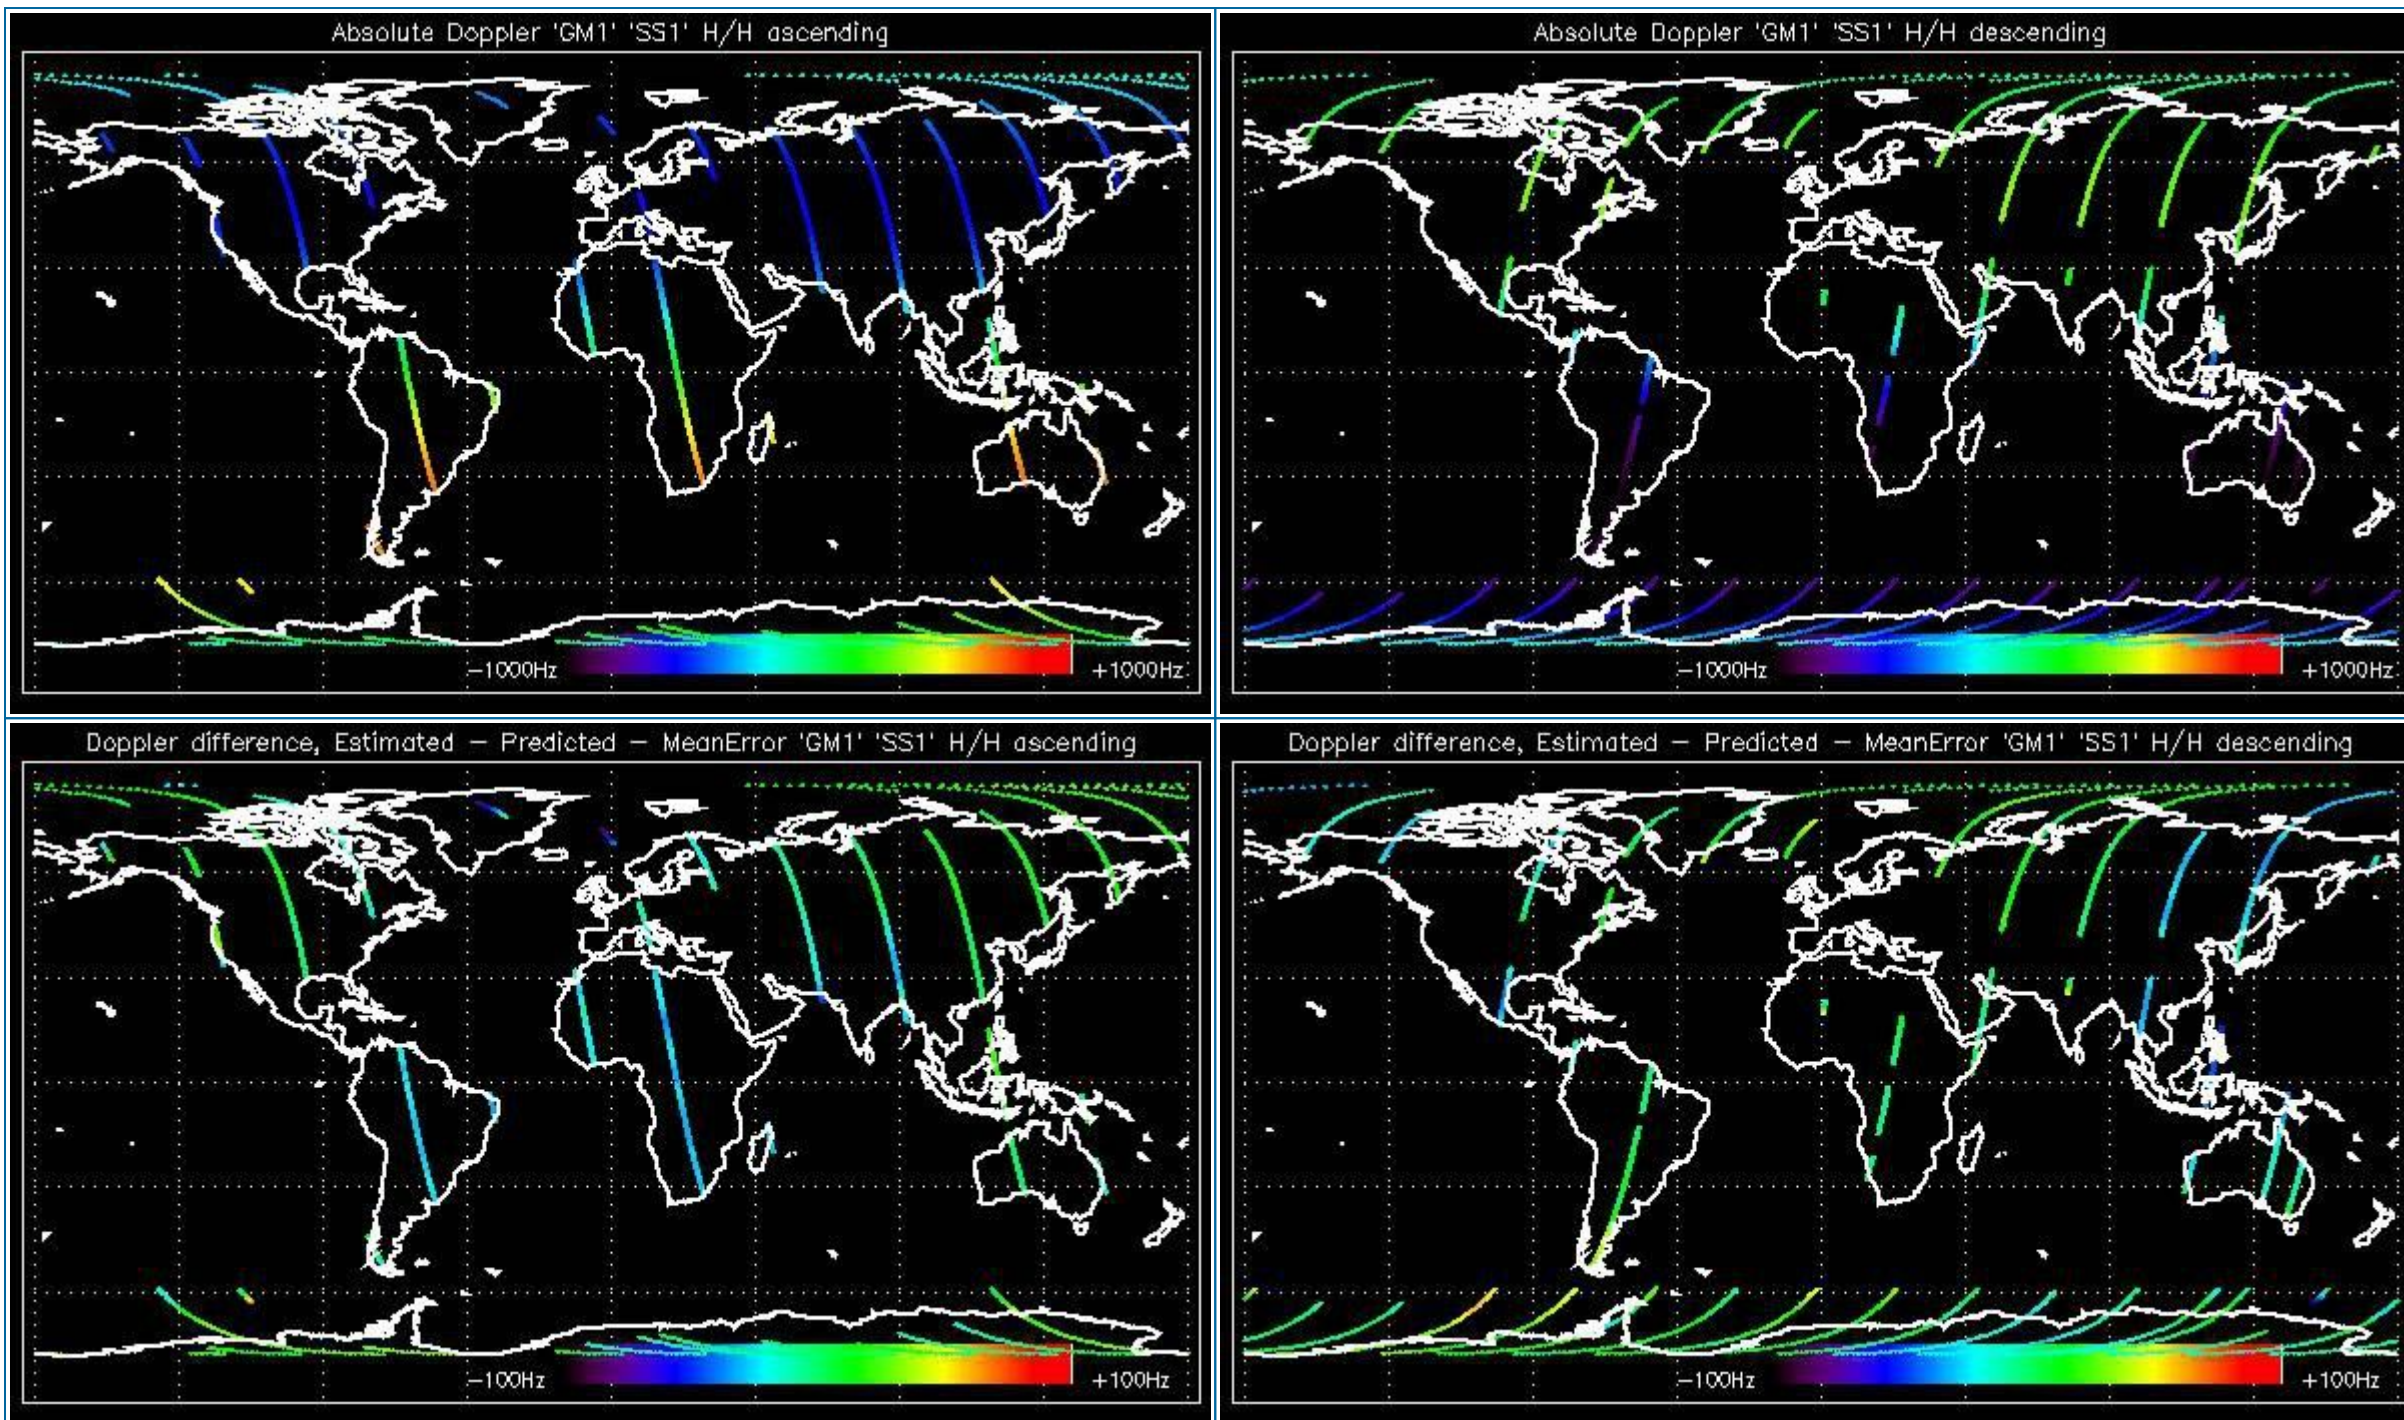 Absolute Doppler 'GM1' 'SS1' H/H ascending
−1000Hz
+1000Hz
Absolute Doppler 'GM1' 'SS1' H/H descending
−1000Hz
+1000Hz
Doppler difference, Estimated − Predicted − MeanError 'GM1' 'SS1' H/H ascending
−100Hz
+100Hz
Doppler difference, Estimated − Predicted − MeanError 'GM1' 'SS1' H/H descending
−100Hz
+100Hz